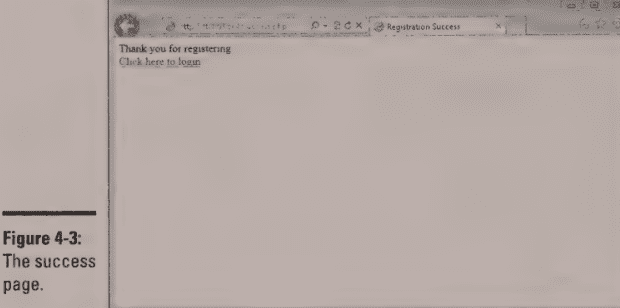 Registration Success
Thank you for registering
Click here to login
Figure 4-3:
The success
page.